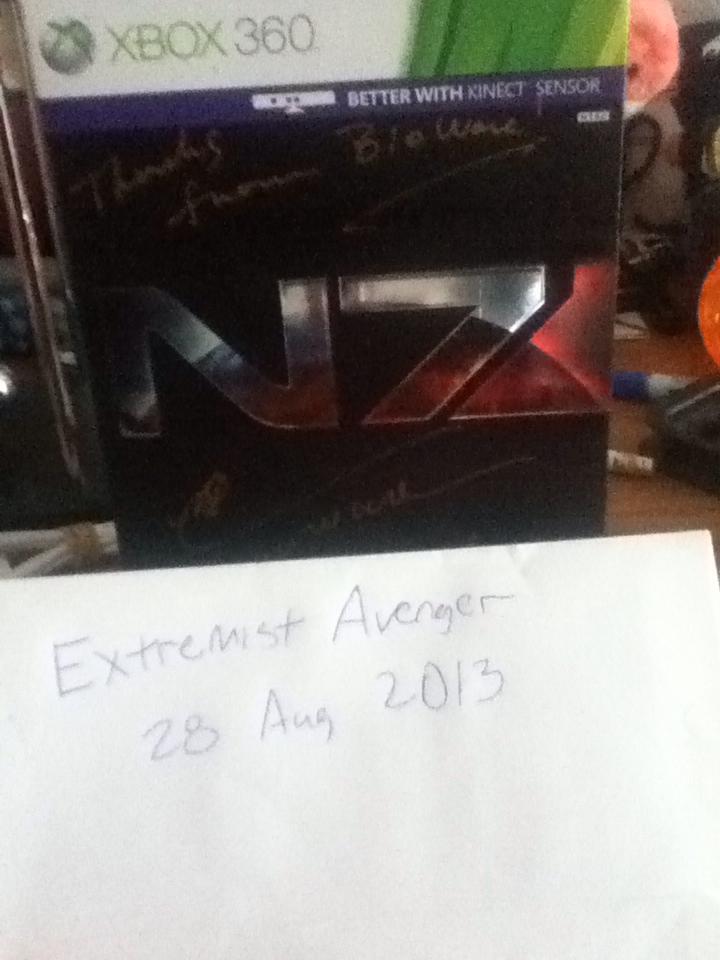 XBOX 360
BETTER WITH KINECT SENSOR
Thanks BioWare
from
N7
Extremist Avenger
28 Aug 2013